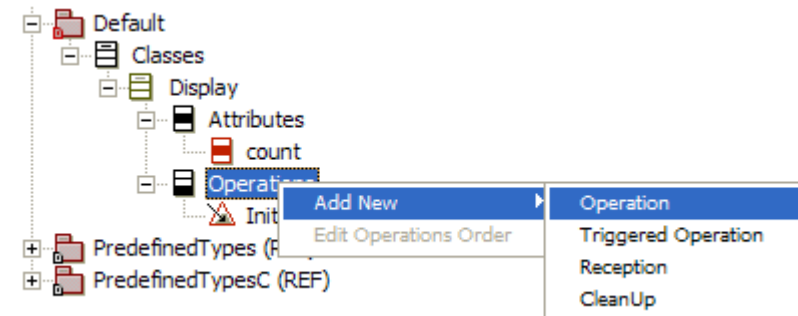 Default
Classes
Display
Attributes
count
Operations
Add New
Operation
Init
Edit Operations Order
Triggered Operation
PredefinedTypes
Reception
PredefinedTypesC (REF)
CleanUp